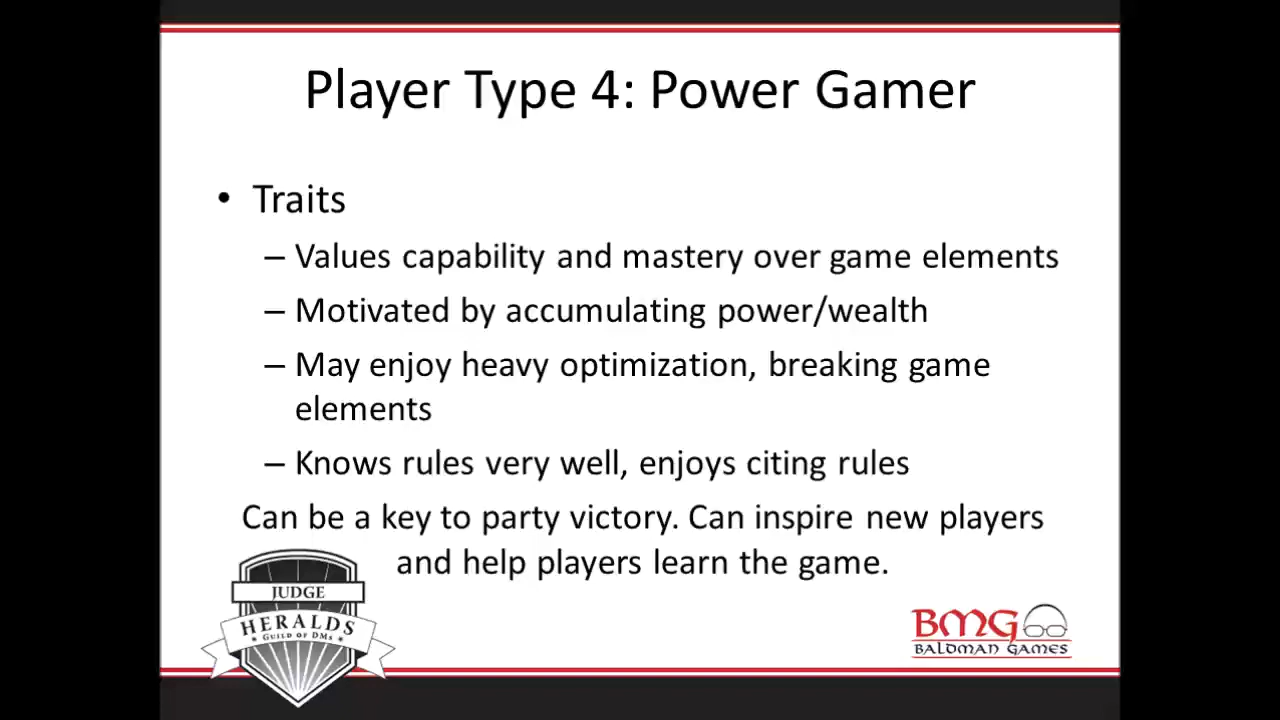 Player Type 4: Power Gamer
• Traits
– Values capability and mastery over game elements
– Motivated by accumulating power/wealth
– May enjoy heavy optimization, breaking game
elements
– Knows rules very well, enjoys citing rules
Can be a key to party victory. Can inspire new players
and help players learn the game.
JUDGE
HERALDS
GUILD OF DMs
BMG
BALDMAN GAMES